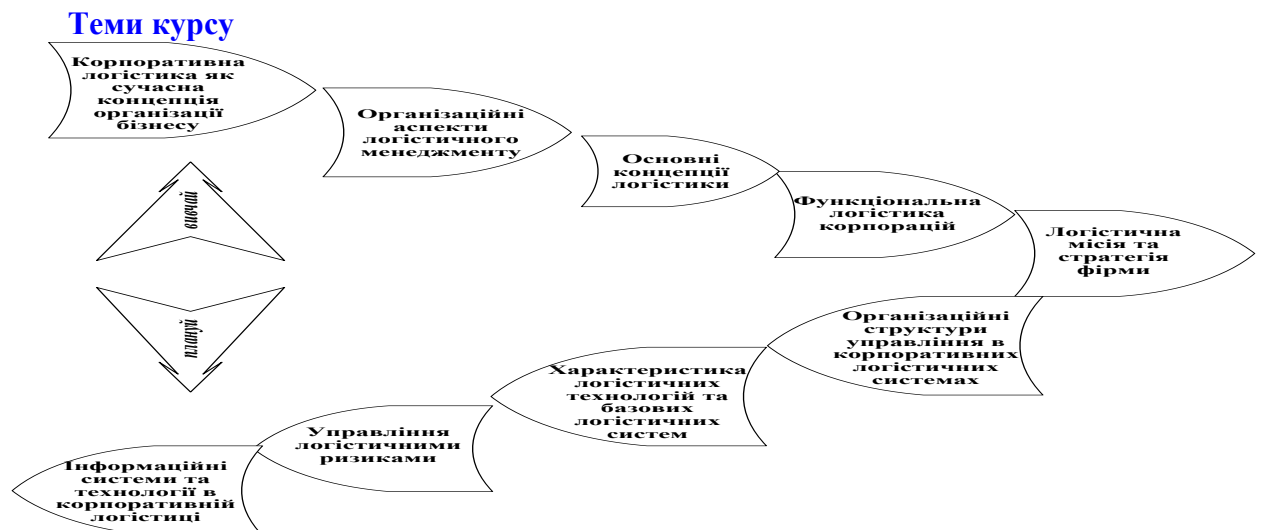 Теми курсу
Корпоративна
логістика як
сучасна
концепція
організації
бізнесу
Організаційні
аспекти
логістичного
менеджменту
Основні
концепції
логістики
Функціональна
логістика
корпорацій
Логістична
місія та
стратегія
фірми
Організаційні
структури
управління в
корпоративних
логістичних
системах
Характеристика
логістичних
технологій та
базових
логістичних
систем
Управління
логістичними
ризиками
Інформаційні
системи та
технології в
корпоративній
логістиці
вивчай
плануй